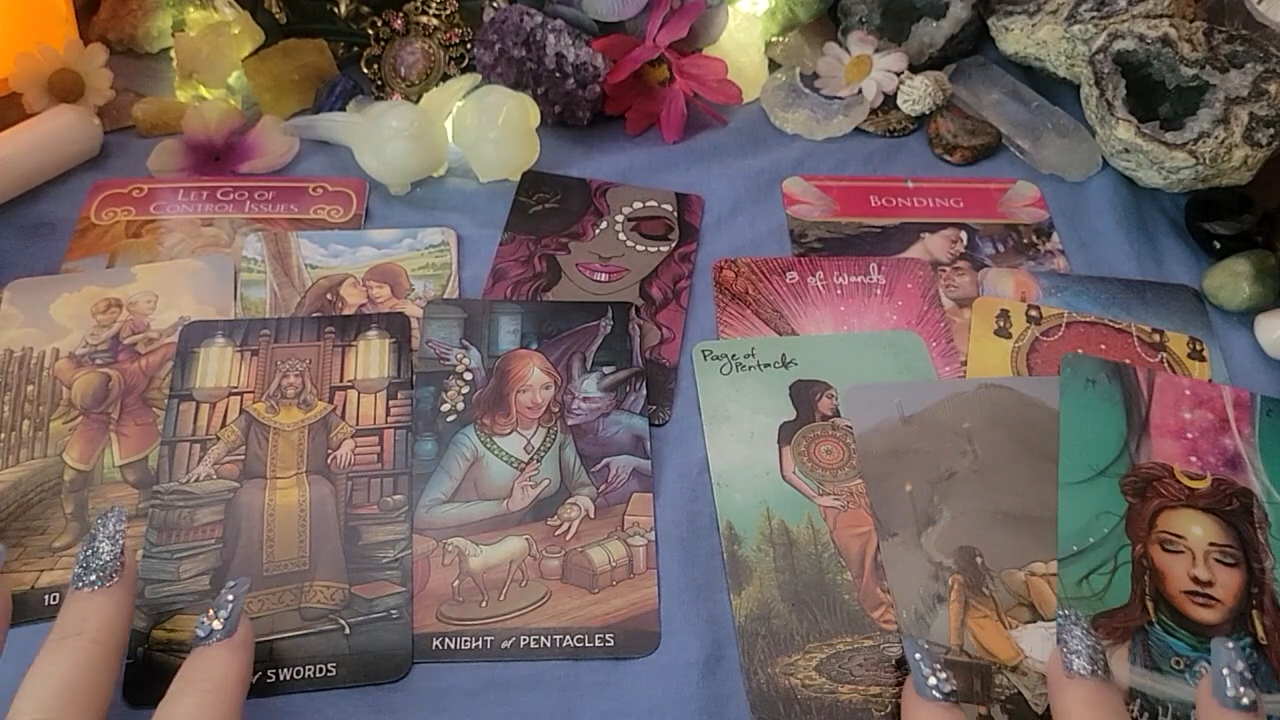 LET GO OF
CONTROL ISSUES
BONDING
8 of Wands
Page of
Pentacles
10
SWORDS
KNIGHT of PENTACLES